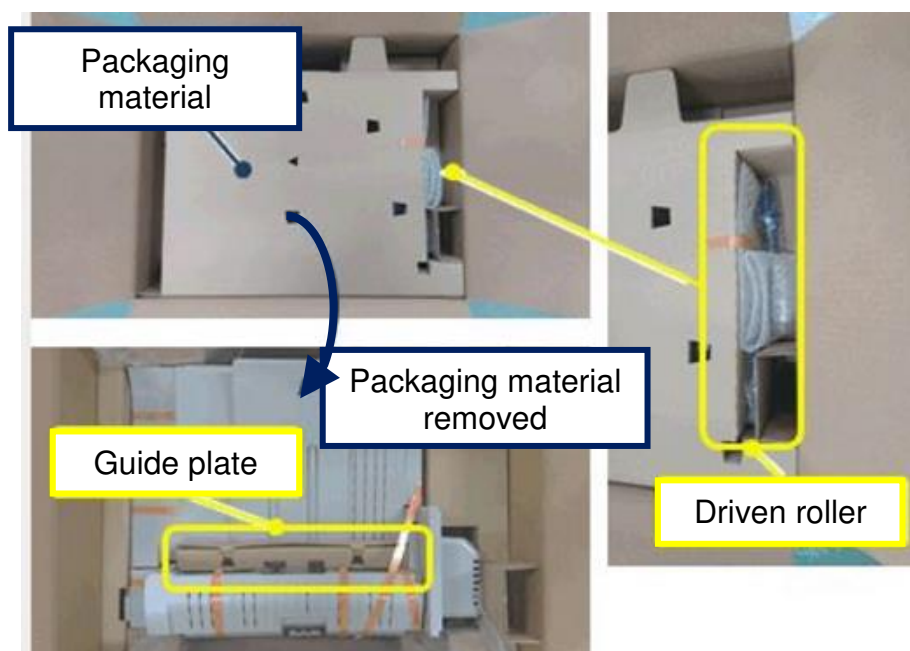 Packaging
material
Packaging material
removed
Guide plate
Driven roller